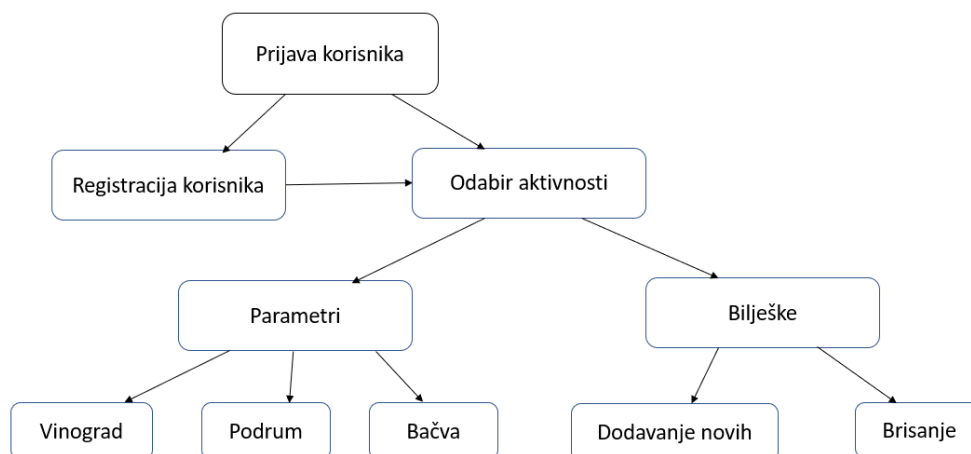 Prijava korisnika
Registracija korisnika
Odabir aktivnosti
Parametri
Bilješke
Vinograd
Podrum
Bačva
Dodavanje novih
Brisanje